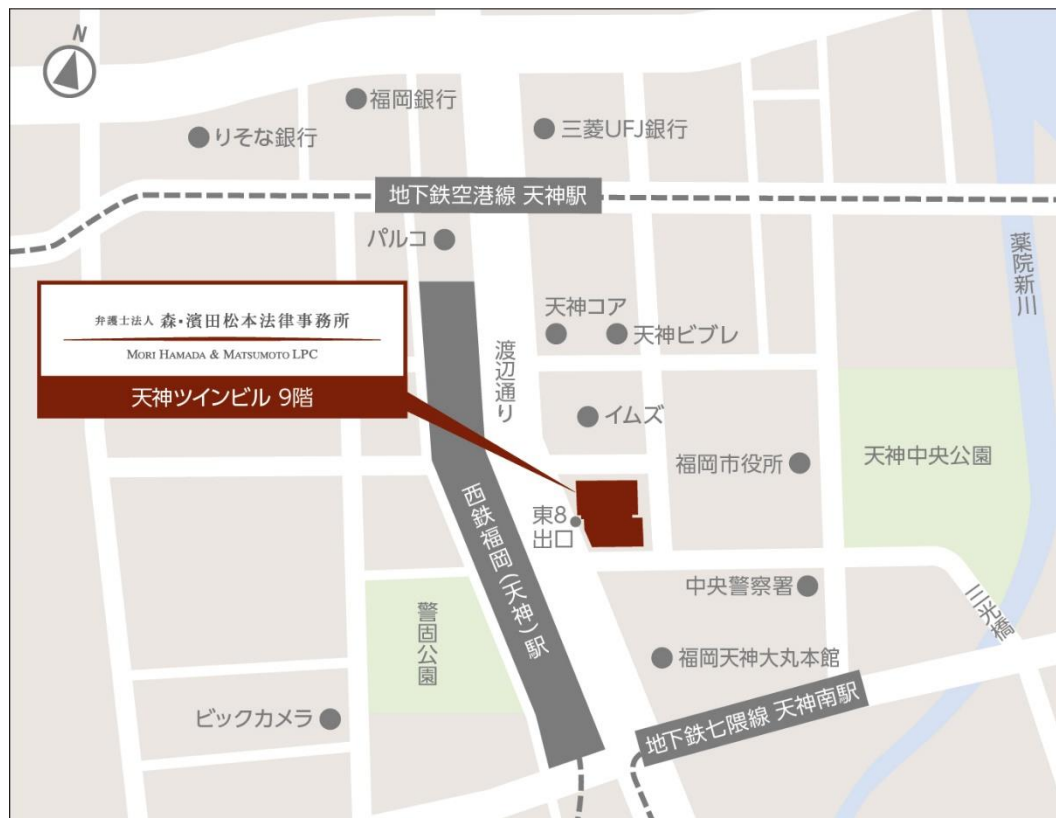 N
福岡銀行
りそな銀行
三菱UFJ銀行
地下鉄空港線 天神駅
パルコ
薬院新川
弁護士法人 森・濱田松本法律事務所
MORI HAMADA & MATSUMOTO LPC
天神ツインビル 9階
天神コア
天神ビブレ
渡辺通り
イムズ
福岡市役所
天神中央公園
西鉄福岡(天神)駅
東8
出口
中央警察署
三光橋
警固公園
福岡天神大丸本館
地下鉄七隈線 天神南駅
ビックカメラ